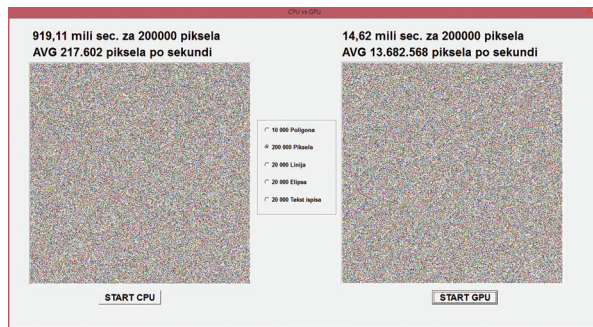 CPU vs GPU
919,11 mili sec. za 200000 piksela
AVG 217.602 piksela po sekundi
14,62 mili sec. za 200000 piksela
AVG 13.682.568 piksela po sekundi
10 000 Poligona
200 000 Piksela
20 000 Linija
20 000 Elipsa
20 000 Tekst ispisa
START CPU
START GPU